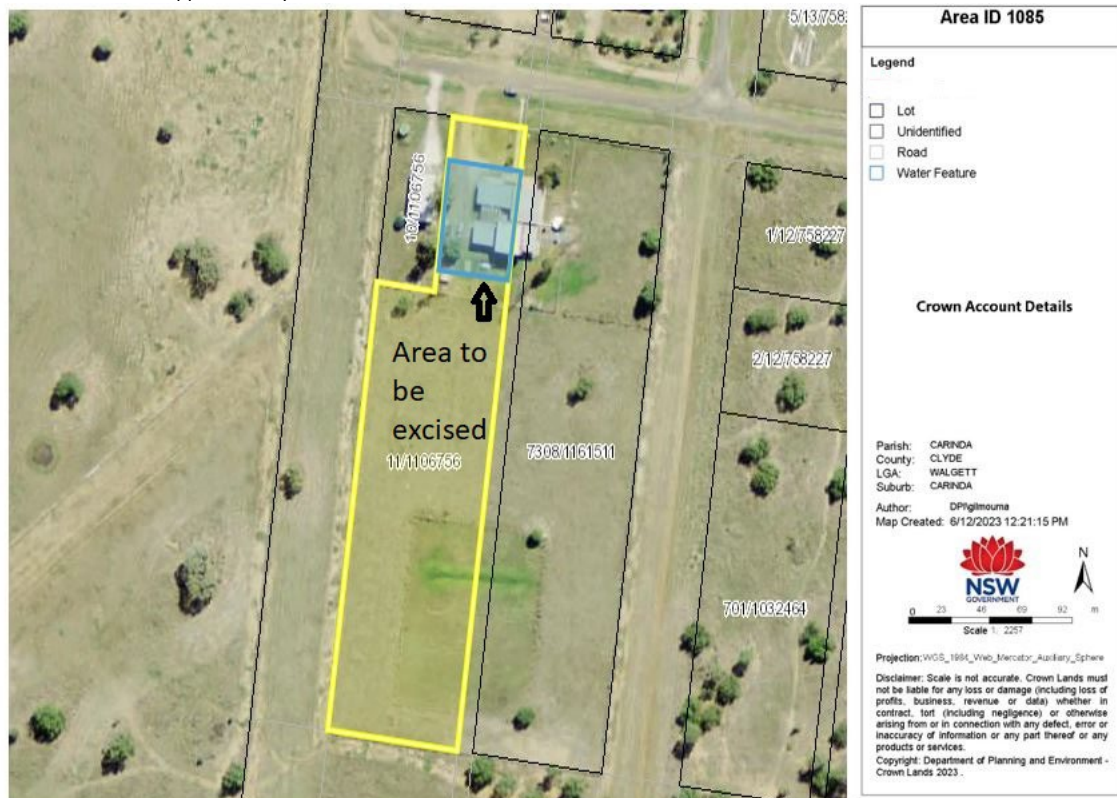 5/13/758
10/1106756
1/12/758227
2/12/758227
Area to
be
excised
11/1106756
7308/1161511
701/1032464
Area ID 1085
Legend
Lot
Unidentified
Road
Water Feature
Crown Account Details
Parish: CARINDA
County: CLYDE
LGA: WALGETT
Suburb: CARINDA
Author: DPI\gilmourna
Map Created: 6/12/2023 12:21:15 PM
NSW
GOVERNMENT
N
0 23 46 69 92 m
Scale 1: 2257
Projection:WGS_1984_Web_Mercator_Auxiliary_Sphere
Disclaimer: Scale is not accurate. Crown Lands must
not be liable for any loss or damage (including loss of
profits, business, revenue or data) whether in
contract, tort (including negligence) or otherwise
arising from or in connection with any defect, error or
inaccuracy of information or any part thereof or any
products or services.
Copyright: Department of Planning and Environment -
Crown Lands 2023 .